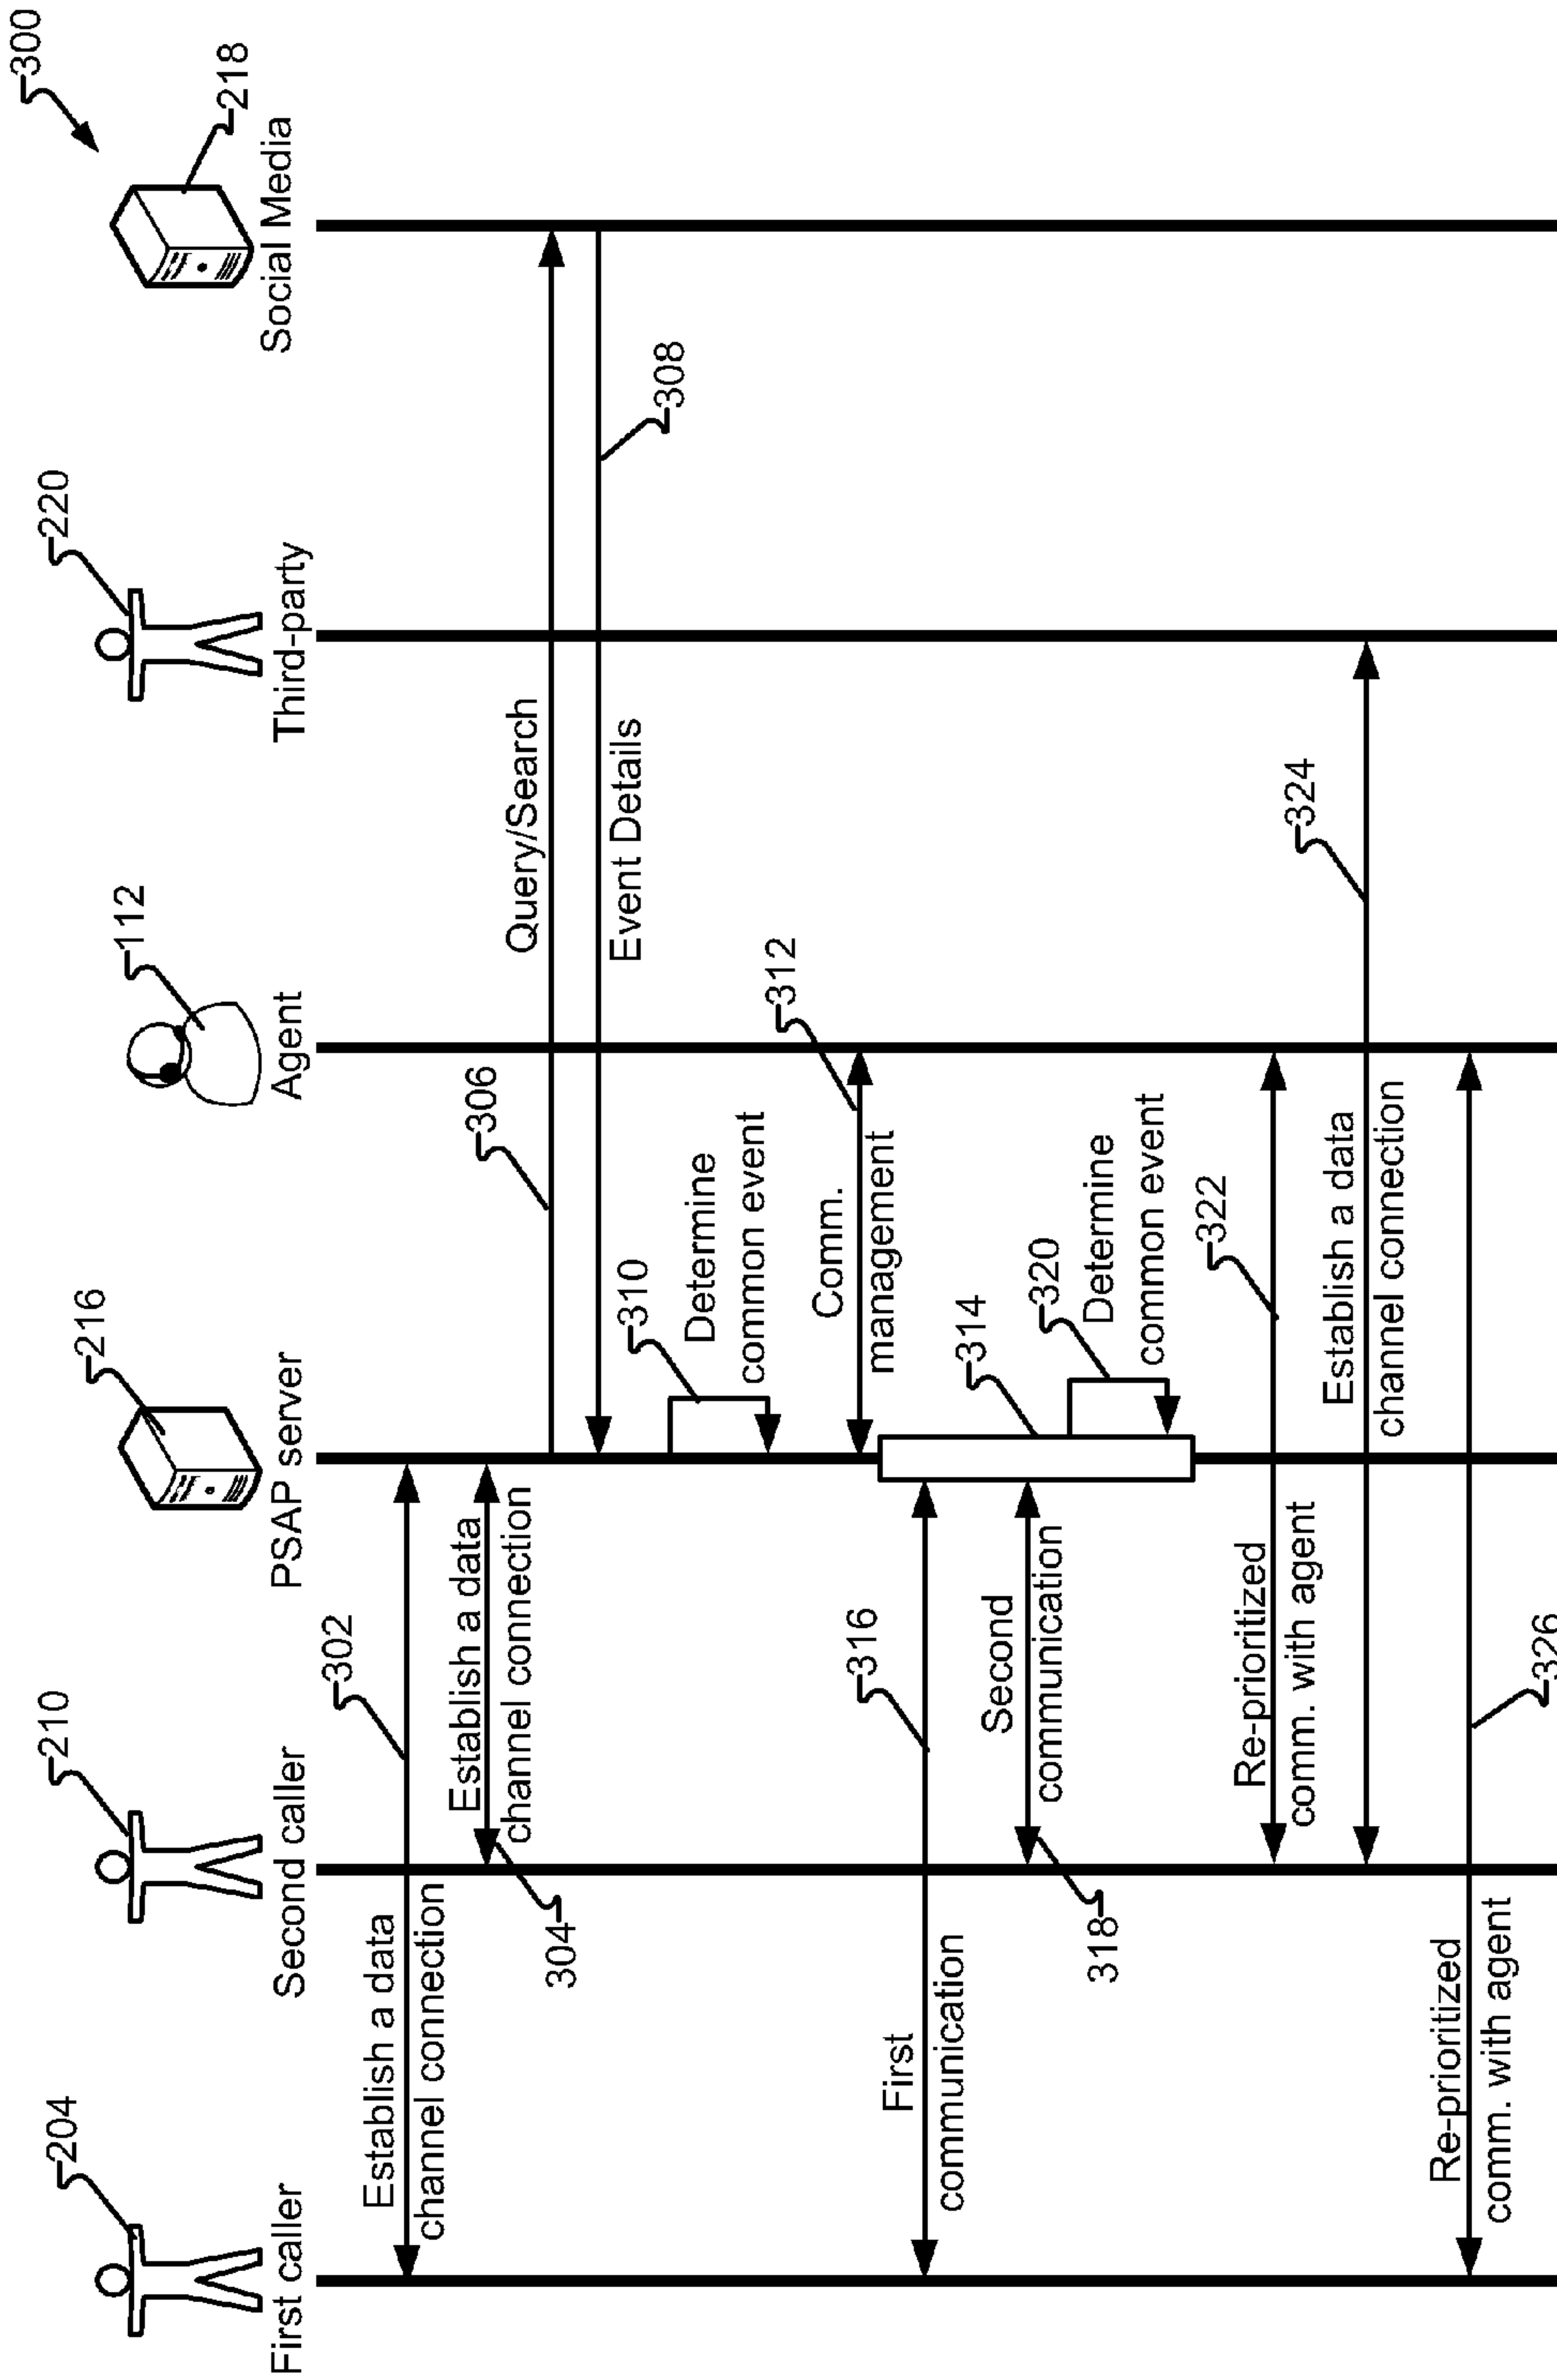 300
204
210
216
112
220
218
First caller
Second caller
PSAP server
Agent
Third-party
Social Media
302
Establish a data
channel connection
Establish a data
channel connection
304
306
Query/Search
Event Details
308
310
Determine
common event
312
Comm.
management
314
316
First
communication
Second
communication
318
320
Determine
common event
322
Re-prioritized
comm. with agent
324
Establish a data
channel connection
Re-prioritized
comm. with agent
326